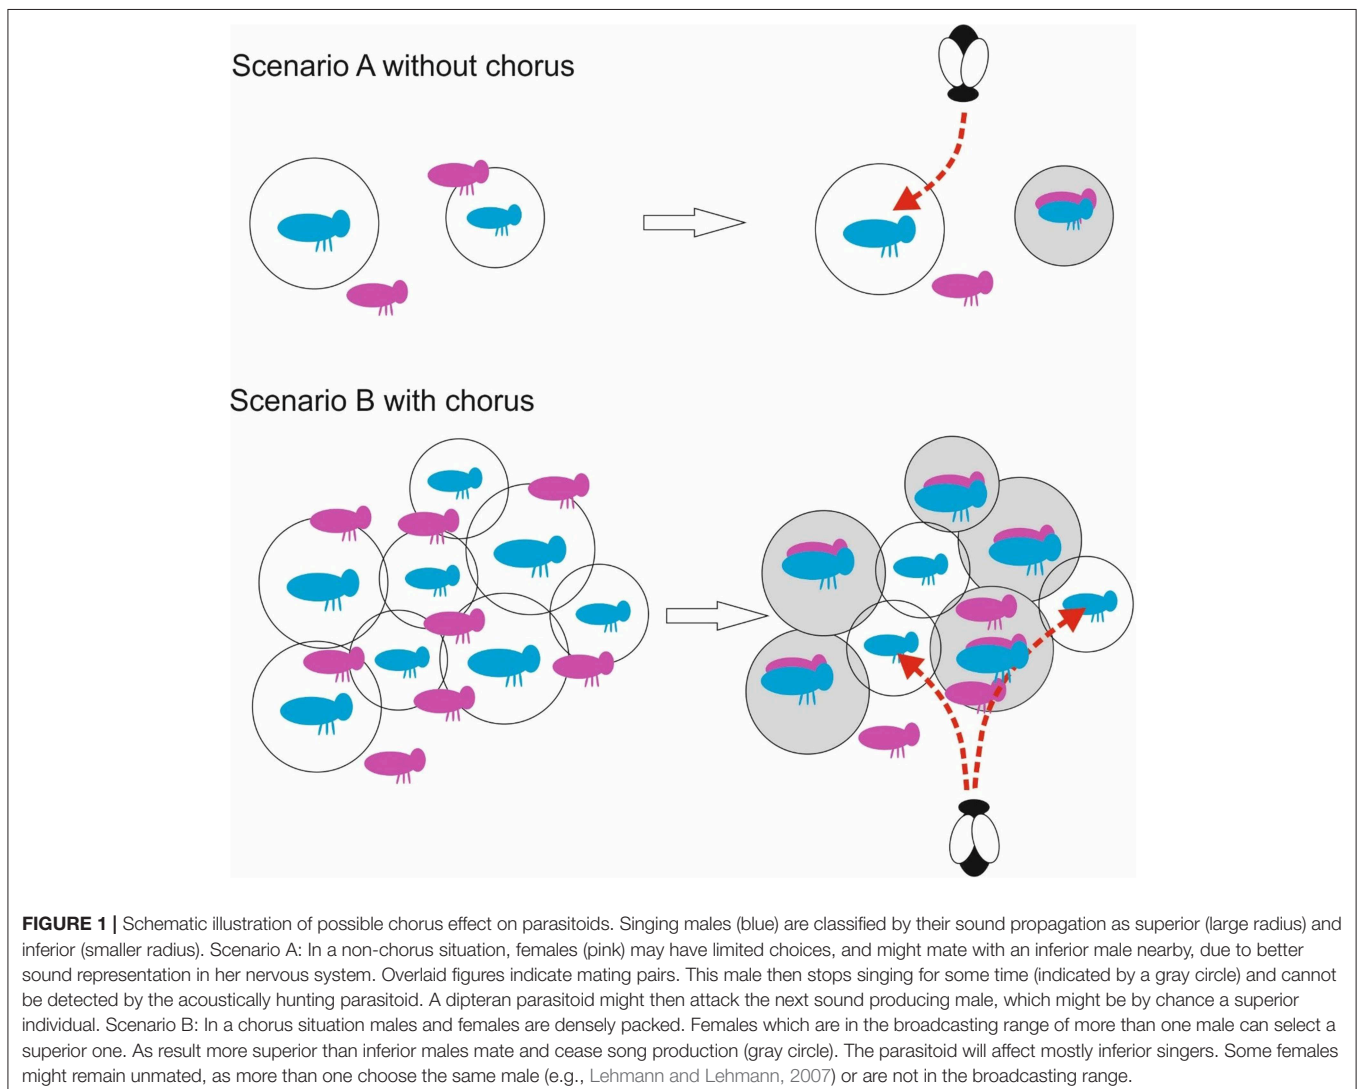 Scenario A without chorus
Scenario B with chorus
FIGURE 1 | Schematic illustration of possible chorus effect on parasitoids. Singing males (blue) are classified by their sound propagation as superior (large radius) and
inferior (smaller radius). Scenario A: In a non-chorus situation, females (pink) may have limited choices, and might mate with an inferior male nearby, due to better
sound representation in her nervous system. Overlaid figures indicate mating pairs. This male then stops singing for some time (indicated by a gray circle) and cannot
be detected by the acoustically hunting parasitoid. A dipteran parasitoid might then attack the next sound producing male, which might be by chance a superior
individual. Scenario B: In a chorus situation males and females are densely packed. Females which are in the broadcasting range of more than one male can select a
superior one. As result more superior than inferior males mate and cease song production (gray circle). The parasitoid will affect mostly inferior singers. Some females
might remain unmated, as more than one choose the same male (e.g., Lehmann and Lehmann, 2007) or are not in the broadcasting range.